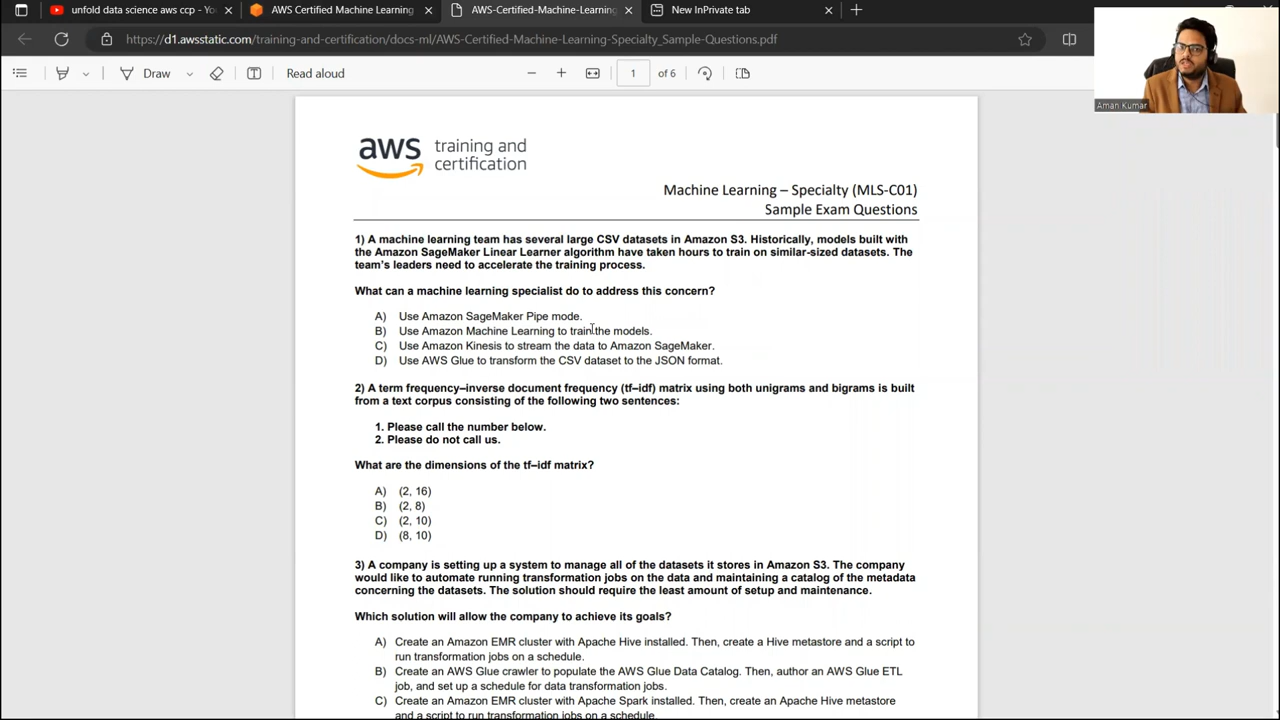 unfold data science aws ccp - Yo
AWS Certified Machine Learning
AWS-Certified-Machine-Learning
New InPrivate tab
https://d1.awsstatic.com/training-and-certification/docs-ml/AWS-Certified-Machine-Learning-Specialty_Sample-Questions.pdf
Draw
Read aloud
1
of 6
Aman Kumar
aws training and
certification
Machine Learning – Specialty (MLS-C01)
Sample Exam Questions
1) A machine learning team has several large CSV datasets in Amazon S3. Historically, models built with
the Amazon SageMaker Linear Learner algorithm have taken hours to train on similar-sized datasets. The
team's leaders need to accelerate the training process.
What can a machine learning specialist do to address this concern?
A) Use Amazon SageMaker Pipe mode.
B) Use Amazon Machine Learning to train the models.
C) Use Amazon Kinesis to stream the data to Amazon SageMaker.
D) Use AWS Glue to transform the CSV dataset to the JSON format.
2) A term frequency–inverse document frequency (tf–idf) matrix using both unigrams and bigrams is built
from a text corpus consisting of the following two sentences:
1. Please call the number below.
2. Please do not call us.
What are the dimensions of the tf–idf matrix?
A) (2, 16)
B) (2, 8)
C) (2, 10)
D) (8, 10)
3) A company is setting up a system to manage all of the datasets it stores in Amazon S3. The company
would like to automate running transformation jobs on the data and maintaining a catalog of the metadata
concerning the datasets. The solution should require the least amount of setup and maintenance.
Which solution will allow the company to achieve its goals?
A) Create an Amazon EMR cluster with Apache Hive installed. Then, create a Hive metastore and a script to
run transformation jobs on a schedule.
B) Create an AWS Glue crawler to populate the AWS Glue Data Catalog. Then, author an AWS Glue ETL
job, and set up a schedule for data transformation jobs.
C) Create an Amazon EMR cluster with Apache Spark installed. Then, create an Apache Hive metastore
and a script to run transformation jobs on a schedule.